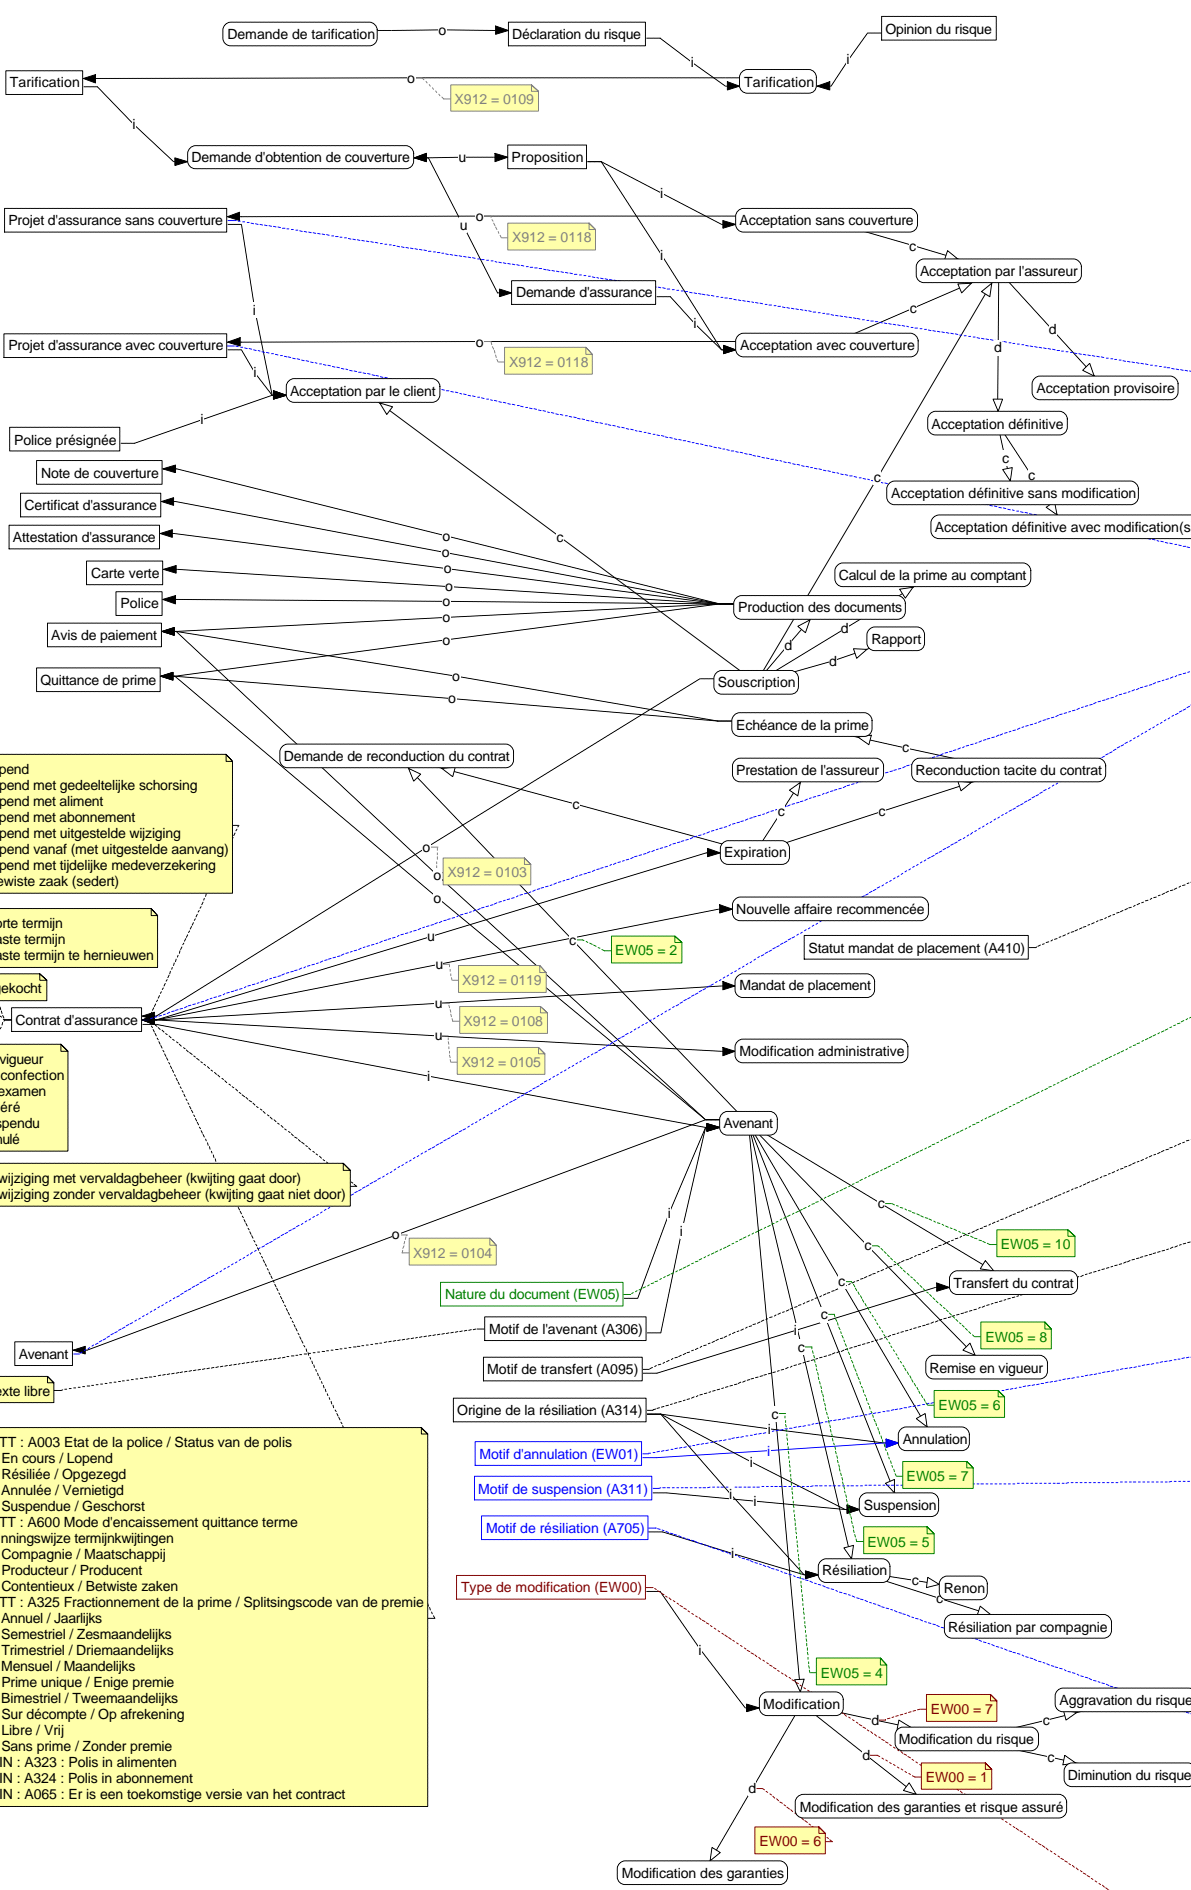 Demande de tarification
o
Déclaration du risque
Opinion du risque
i
i
Tarification
o
Tarification
X912 = 0109
i
Demande d'obtention de couverture
u
Proposition
i
Projet d'assurance sans couverture
o
u
X912 = 0118
Acceptation sans couverture
c
i
Acceptation par l'assureur
Demande d'assurance
i
i
c
d
d
Projet d'assurance avec couverture
o
X912 = 0118
Acceptation avec couverture
i
Acceptation par le client
Acceptation provisoire
i
Acceptation définitive
Police présignée
c
c
Note de couverture
c
Acceptation définitive sans modification
Certificat d'assurance
Acceptation définitive avec modification(s
Attestation d'assurance
o
c
o
o
Carte verte
Calcul de la prime au comptant
o
Police
o
Production des documents
o
d
Avis de paiement
o
d
Rapport
d
Quittance de prime
o
Souscription
o
Echéance de la prime
c
Demande de reconduction du contrat
Prestation de l'assureur
Reconduction tacite du contrat
pend
pend met gedeeltelijke schorsing
pend met aliment
pend met abonnement
pend met uitgestelde wijziging
pend vanaf (met uitgestelde aanvang)
pend met tijdelijke medeverzekering
ewiste zaak (sedert)
c
c
c
o
Expiration
X912 = 0103
o
o
Nouvelle affaire recommencée
orte termijn
aste termijn
aste termijn te hernieuwen
u
c
EW05 = 2
Statut mandat de placement (A410)
gekocht
u
X912 = 0119
Mandat de placement
u
Contrat d'assurance
X912 = 0108
u
Modification administrative
X912 = 0105
vigueur
confection
examen
éré
spendu
nulé
i
Avenant
wijziging met vervaldagbeheer (kwijting gaat door)
wijziging zonder vervaldagbeheer (kwijting gaat niet door)
c
i
o
i
X912 = 0104
c
EW05 = 10
Nature du document (EW05)
c
Transfert du contrat
c
Motif de l'avenant (A306)
i
EW05 = 8
Avenant
c
Motif de transfert (A095)
Remise en vigueur
exte libre
Origine de la résiliation (A314)
c
EW05 = 6
i
Annulation
Motif d'annulation (EW01)
i
i
EW05 = 7
Motif de suspension (A311)
i
i
Suspension
Motif de résiliation (A705)
EW05 = 5
i
Résiliation
c
Renon
Type de modification (EW00)
c
Résiliation par compagnie
TT : A003 Etat de la police / Status van de polis
En cours / Lopend
Résiliée / Opgezegd
Annulée / Vernietigd
Suspendue / Geschorst
TT : A600 Mode d'encaissement quittance terme
nningswijze termijnkwijtingen
Compagnie / Maatschappij
Producteur / Producent
Contentieux / Betwiste zaken
TT : A325 Fractionnement de la prime / Splitsingscode van de premie
Annuel / Jaarlijks
Semestriel / Zesmaandelijks
Trimestriel / Driemaandelijks
Mensuel / Maandelijks
Prime unique / Enige premie
Bimestriel / Tweemaandelijks
Sur décompte / Op afrekening
Libre / Vrij
Sans prime / Zonder premie
IN : A323 : Polis in alimenten
IN : A324 : Polis in abonnement
IN : A065 : Er is een toekomstige versie van het contract
i
EW05 = 4
Modification
EW00 = 7
Aggravation du risque
d
c
Modification du risque
d
c
EW00 = 1
Diminution du risque
d
Modification des garanties et risque assuré
EW00 = 6
Modification des garanties